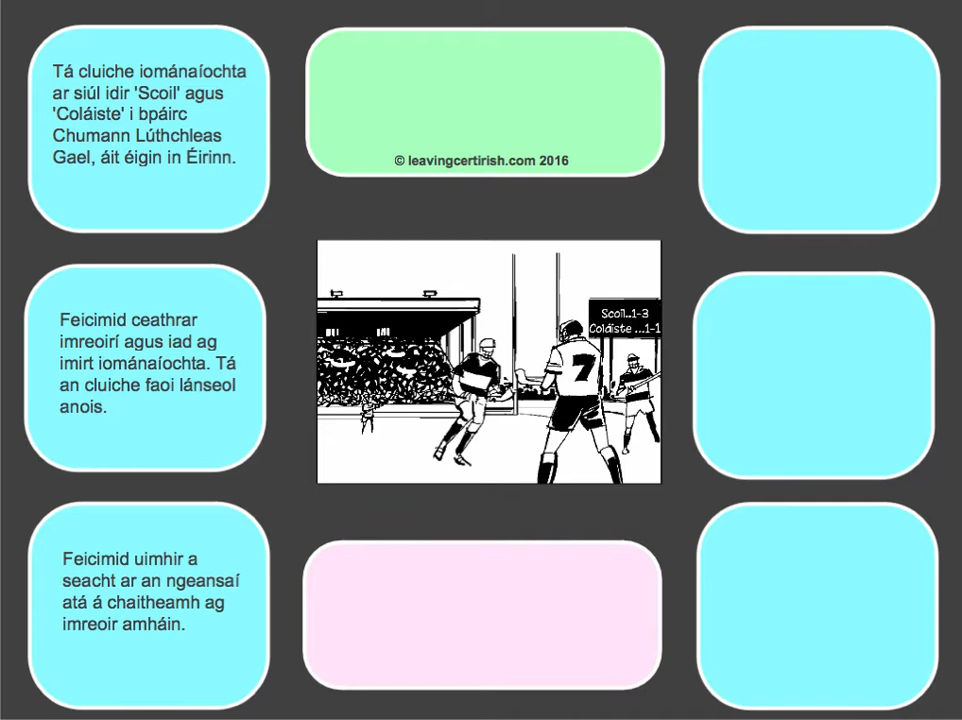 Tá cluiche iománaíochta
ar siúl idir 'Scoil' agus
'Coláiste' i bpáirc
Chumann Lúthchleas
Gael, áit éigin in Éirinn.
© leavingcertirish.com 2016
Feicimid ceathrar
imreoirí agus iad ag
imirt iománaíochta. Tá
an cluiche faoi lánseol
anois.
Scoil..1-3
Coláiste ...1-1
7
Feicimid uimhir a
seacht ar an ngeansaí
atá á chaitheamh ag
imreoir amháin.